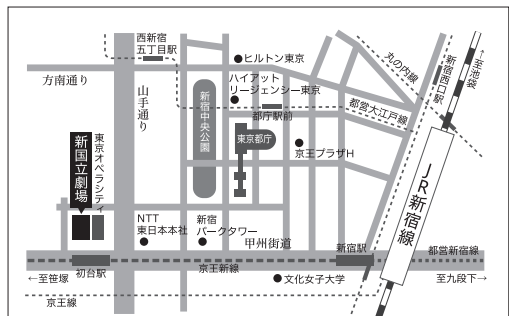 西新宿
五丁目駅
ヒルトン東京
丸の内線
新宿西口駅
↑至池袋
方南通り
山手通り
ハイアット
リージェンシー東京
新宿中央公園
都庁駅前
都営大江戸線
東京都庁
京王プラザH
東京オペラシティ
新国立劇場
JR新宿線
NTT
東日本本社
新宿
パークタワー
甲州街道
新宿駅
都営新宿線
←至笹塚
初台駅
京王新線
文化女子大学
至九段下→
京王線